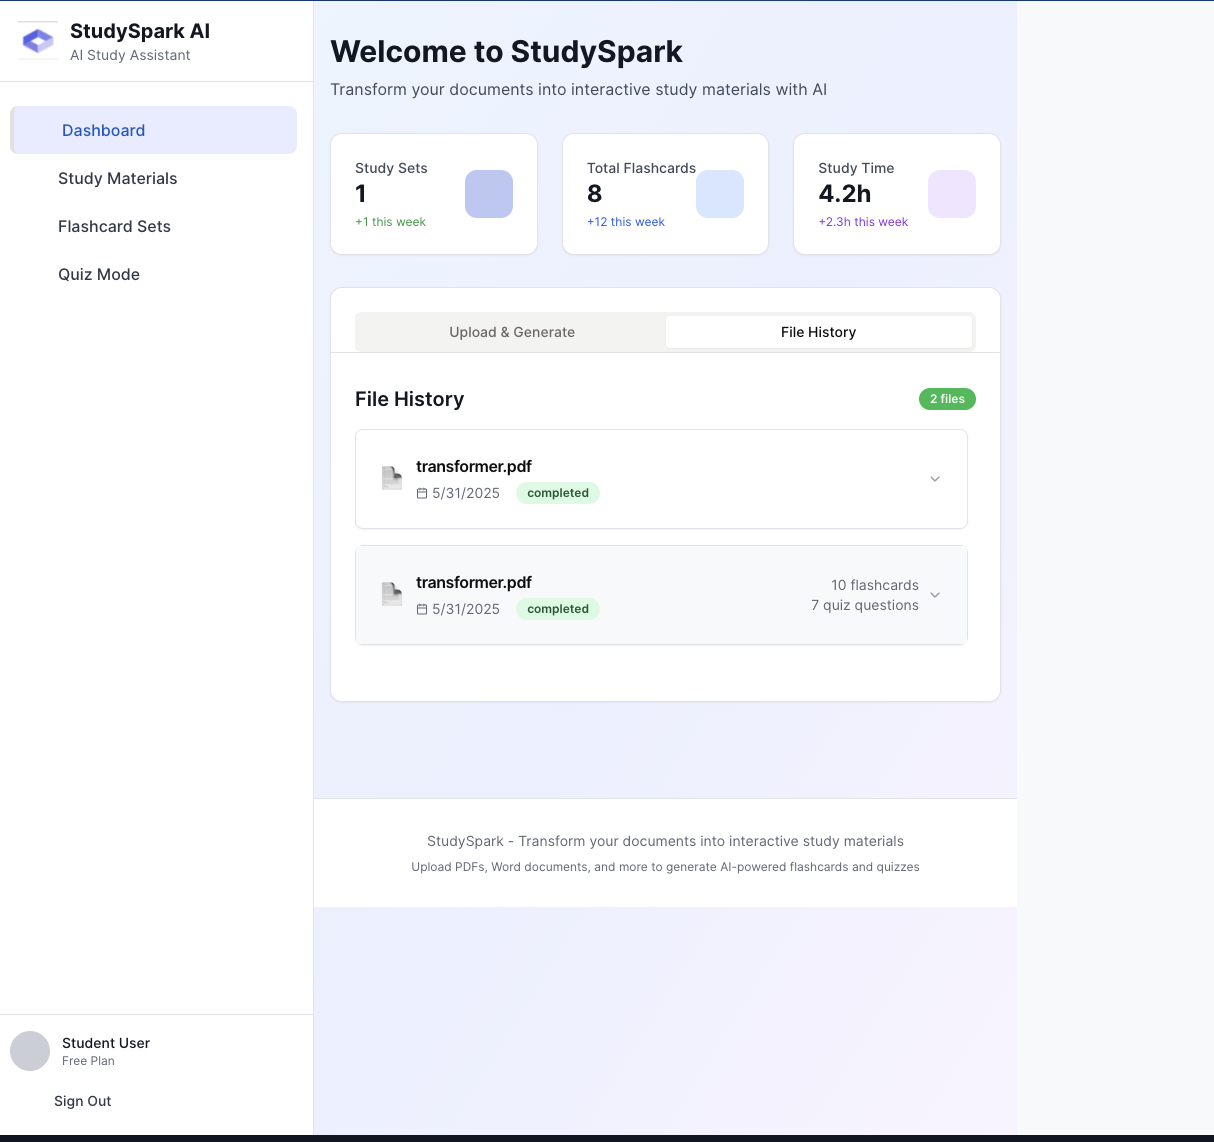 StudySpark AI
AI Study Assistant
Dashboard
Study Materials
Flashcard Sets
Quiz Mode
Student User
Free Plan
Sign Out
Welcome to StudySpark
Transform your documents into interactive study materials with AI
Study Sets
1
+1 this week
Total Flashcards
8
+12 this week
Study Time
4.2h
+2.3h this week
Upload & Generate
File History
File History
2 files
transformer.pdf
5/31/2025
completed
transformer.pdf
5/31/2025
completed
10 flashcards
7 quiz questions
StudySpark - Transform your documents into interactive study materials
Upload PDFs, Word documents, and more to generate AI-powered flashcards and quizzes